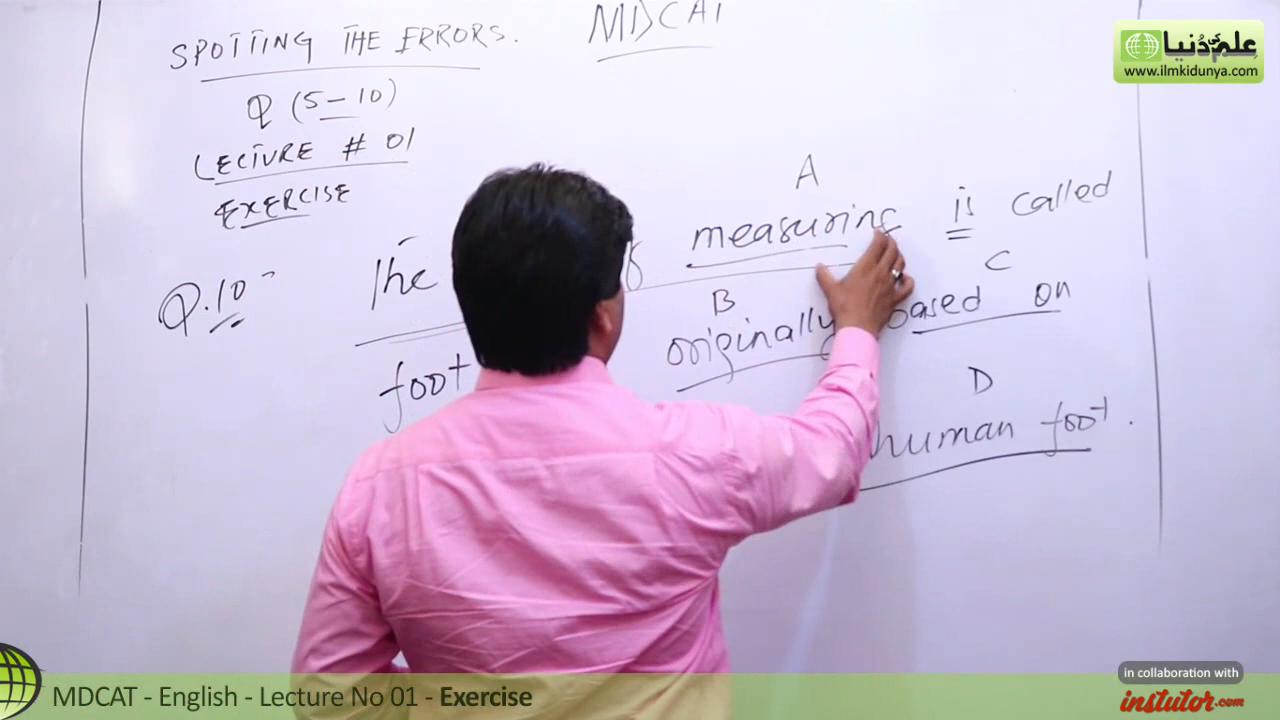 SPOTTING THE ERRORS.
MDCAT
Q (5-10)
LECTURE # 01
EXERCISE
علم کی دُنیا
www.ilmkidunya.com
A
Q.10
The measuring is called
B
C
foot originally based on
D
human foot.
in collaboration with
instutor.com
MDCAT - English - Lecture No 01 - Exercise